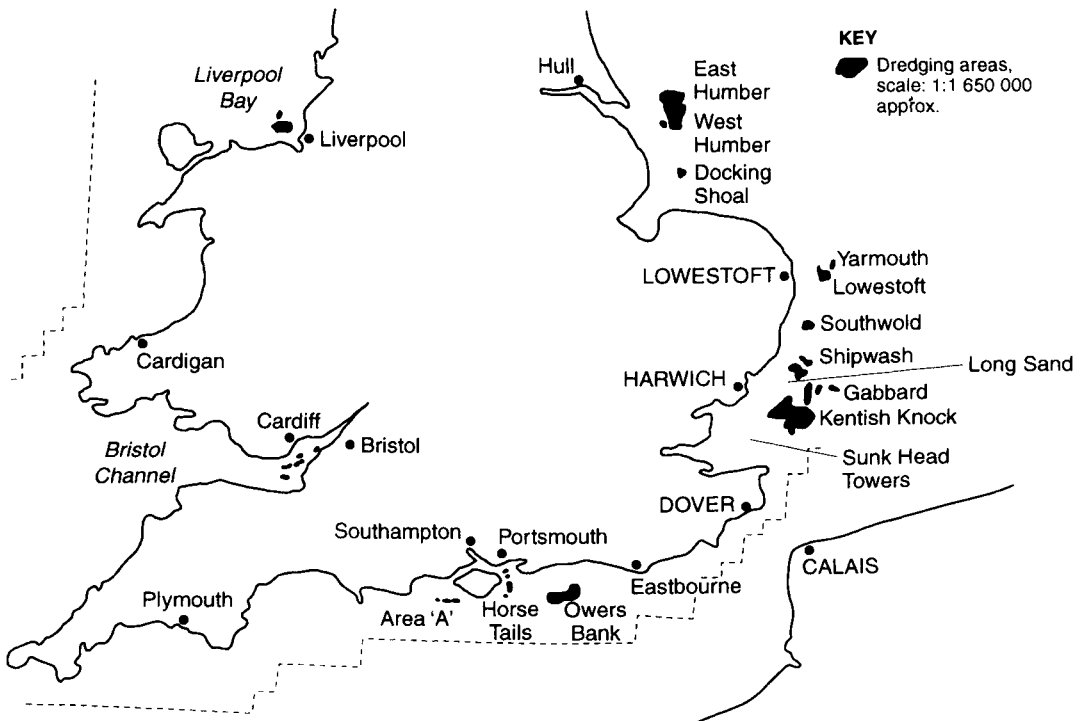 KEY
Dredging areas,
scale: 1:1 650 000
approx.
Liverpool
Bay
Liverpool
Hull
East
Humber
West
Humber
Docking
Shoal
LOWESTOFT
Yarmouth
Lowestoft
Southwold
Cardigan
Shipwash
Long Sand
HARWICH
Gabbard
Kentish Knock
Cardiff
Bristol
Bristol
Channel
Sunk Head
Towers
DOVER
Southampton
Portsmouth
CALAIS
Eastbourne
Plymouth
Area 'A'
Horse
Tails
Owers
Bank